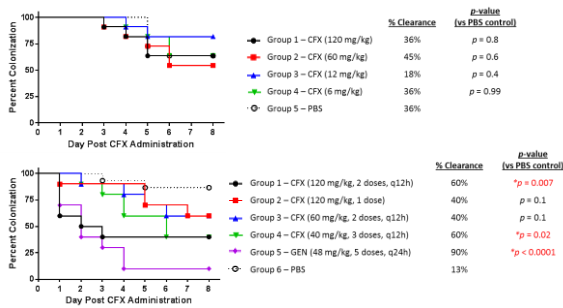 Percent Colonization
100
75
50
25
0
0 1 2 3 4 5 6 7 8
Day Post CFX Administration
% Clearance
p-value
(vs PBS control)
Group 1 – CFX (120 mg/kg) 36% p = 0.8
Group 2 – CFX (60 mg/kg) 45% p = 0.6
Group 3 – CFX (12 mg/kg) 18% p = 0.4
Group 4 – CFX (6 mg/kg) 36% p = 0.99
Group 5 – PBS 36%
Percent Colonization
100
75
50
25
0
0 1 2 3 4 5 6 7 8
Day Post CFX Administration
% Clearance
p-value
(vs PBS control)
Group 1 – CFX (120 mg/kg, 2 doses, q12h) 60% *p = 0.007
Group 2 – CFX (120 mg/kg, 1 dose) 40% p = 0.1
Group 3 – CFX (60 mg/kg, 2 doses, q12h) 40% p = 0.1
Group 4 – CFX (40 mg/kg, 3 doses, q12h) 60% *p = 0.02
Group 5 – GEN (48 mg/kg, 5 doses, q24h) 90% *p < 0.0001
Group 6 – PBS 13%